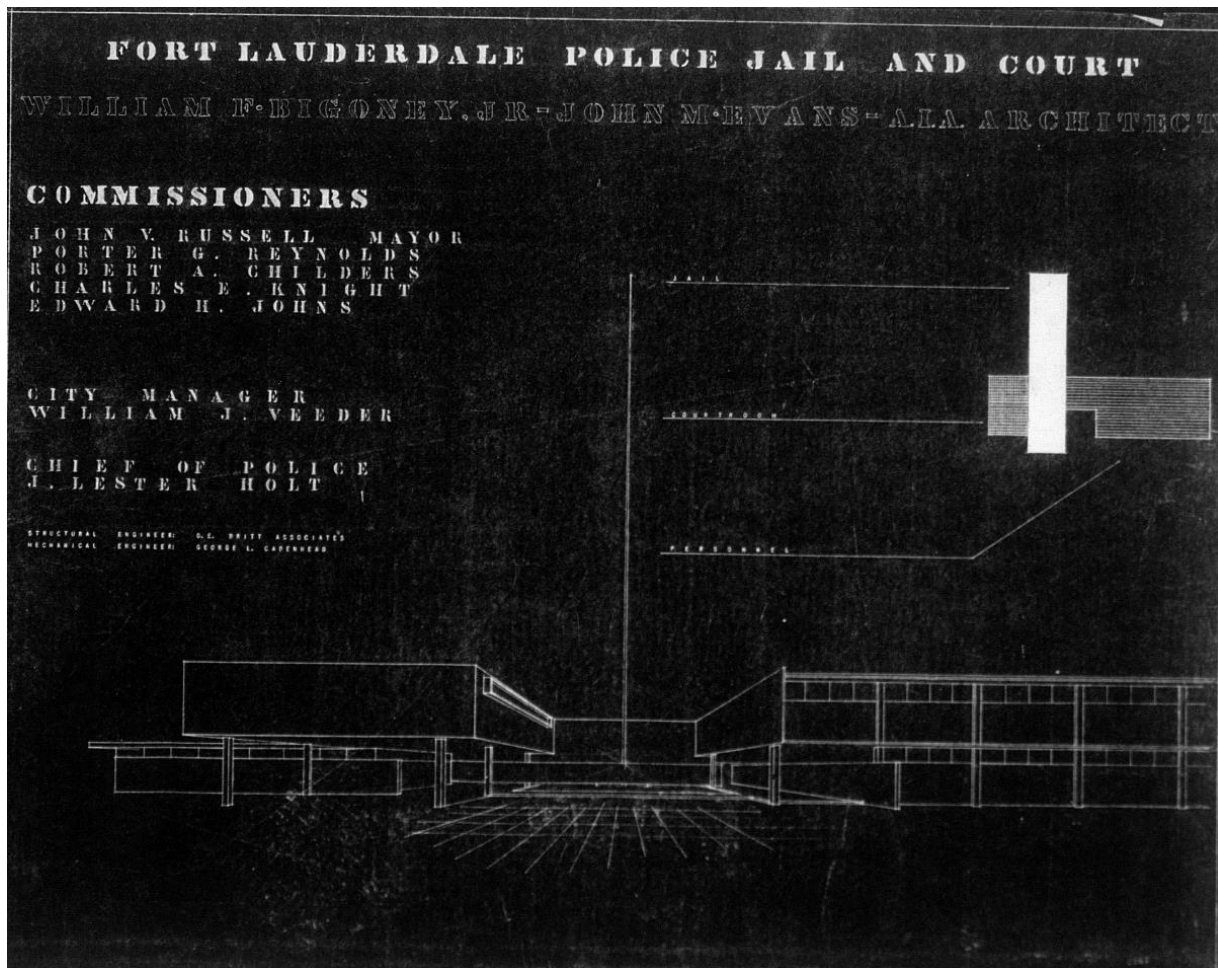 FORT LAUDERDALE POLICE JAIL AND COURT
WILLIAM F. BIGONEY, JR - JOHN M. EVANS - A.I.A. ARCHITECT
COMMISSIONERS
JOHN V. RUSSELL MAYOR
PORTER G. REYNOLDS
ROBERT A. CHILDERS
CHARLES E. KNIGHT
EDWARD H. JOHNS
CITY MANAGER
WILLIAM J. VEEDER
CHIEF OF POLICE
J. LESTER HOLT
STRUCTURAL ENGINEER: D.E. BRITT ASSOCIATES
MECHANICAL ENGINEER: GEORGE L. CADENHEAD
JAIL
COURTROOM
PERSONNEL